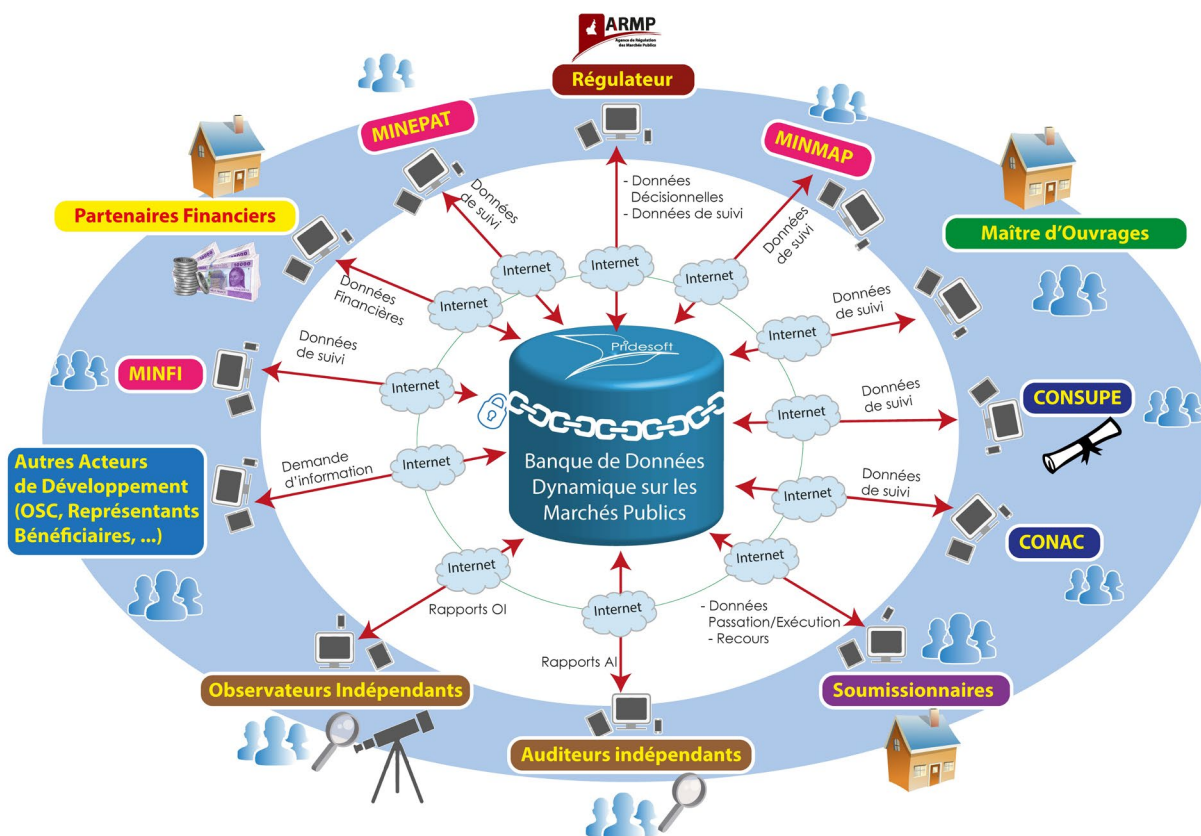 ARMP
Agence de Régulation
des Marchés Publics
Régulateur
MINEPAT
MINMAP
Partenaires Financiers
Maître d'Ouvrages
- Données
Décisionnelles
- Données de suivi
Données
de suivi
Données
de suivi
Données
Financières
Données
de suivi
Internet
Internet
Internet
Internet
Internet
Données
de suivi
MINFI
Internet
Pridesoft
Banque de Données
Dynamique sur les
Marchés Publics
Internet
Données
de suivi
CONSUPE
Autres Acteurs
de Développement
(OSC, Représentants
Bénéficiaires, ...)
Demande
d'information
Internet
Internet
Données
de suivi
CONAC
Internet
Rapports OI
Internet
Rapports AI
Internet
- Données
Passation/Exécution
- Recours
Observateurs Indépendants
Auditeurs indépendants
Soumissionnaires